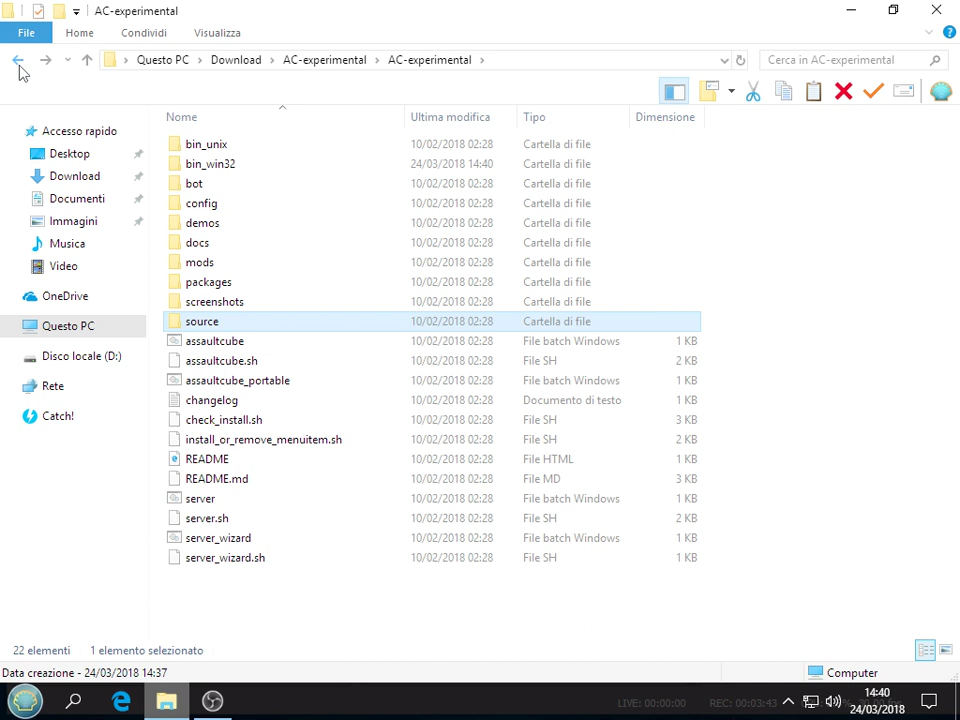 AC-experimental
File Home Condividi Visualizza
Questo PC Download AC-experimental AC-experimental Cerca in AC-experimental
Nome Ultima modifica Tipo Dimensione
Accesso rapido
Desktop
Download
Documenti
Immagini
Musica
Video
OneDrive
Questo PC
Disco locale (D:)
Rete
Catch!
bin_unix 10/02/2018 02:28 Cartella di file
bin_win32 24/03/2018 14:40 Cartella di file
bot 10/02/2018 02:28 Cartella di file
config 10/02/2018 02:28 Cartella di file
demos 10/02/2018 02:28 Cartella di file
docs 10/02/2018 02:28 Cartella di file
mods 10/02/2018 02:28 Cartella di file
packages 10/02/2018 02:28 Cartella di file
screenshots 10/02/2018 02:28 Cartella di file
source 10/02/2018 02:28 Cartella di file
assaultcube 10/02/2018 02:28 File batch Windows 1 KB
assaultcube.sh 10/02/2018 02:28 File SH 2 KB
assaultcube_portable 10/02/2018 02:28 File batch Windows 1 KB
changelog 10/02/2018 02:28 Documento di testo 1 KB
check_install.sh 10/02/2018 02:28 File SH 3 KB
install_or_remove_menuitem.sh 10/02/2018 02:28 File SH 2 KB
README 10/02/2018 02:28 File HTML 1 KB
README.md 10/02/2018 02:28 File MD 3 KB
server 10/02/2018 02:28 File batch Windows 1 KB
server.sh 10/02/2018 02:28 File SH 2 KB
server_wizard 10/02/2018 02:28 File batch Windows 1 KB
server_wizard.sh 10/02/2018 02:28 File SH 1 KB
22 elementi 1 elemento selezionato
Data creazione - 24/03/2018 14:37 Computer
LIVE: 00:00:00 REC: 00:03:43
14:40
24/03/2018